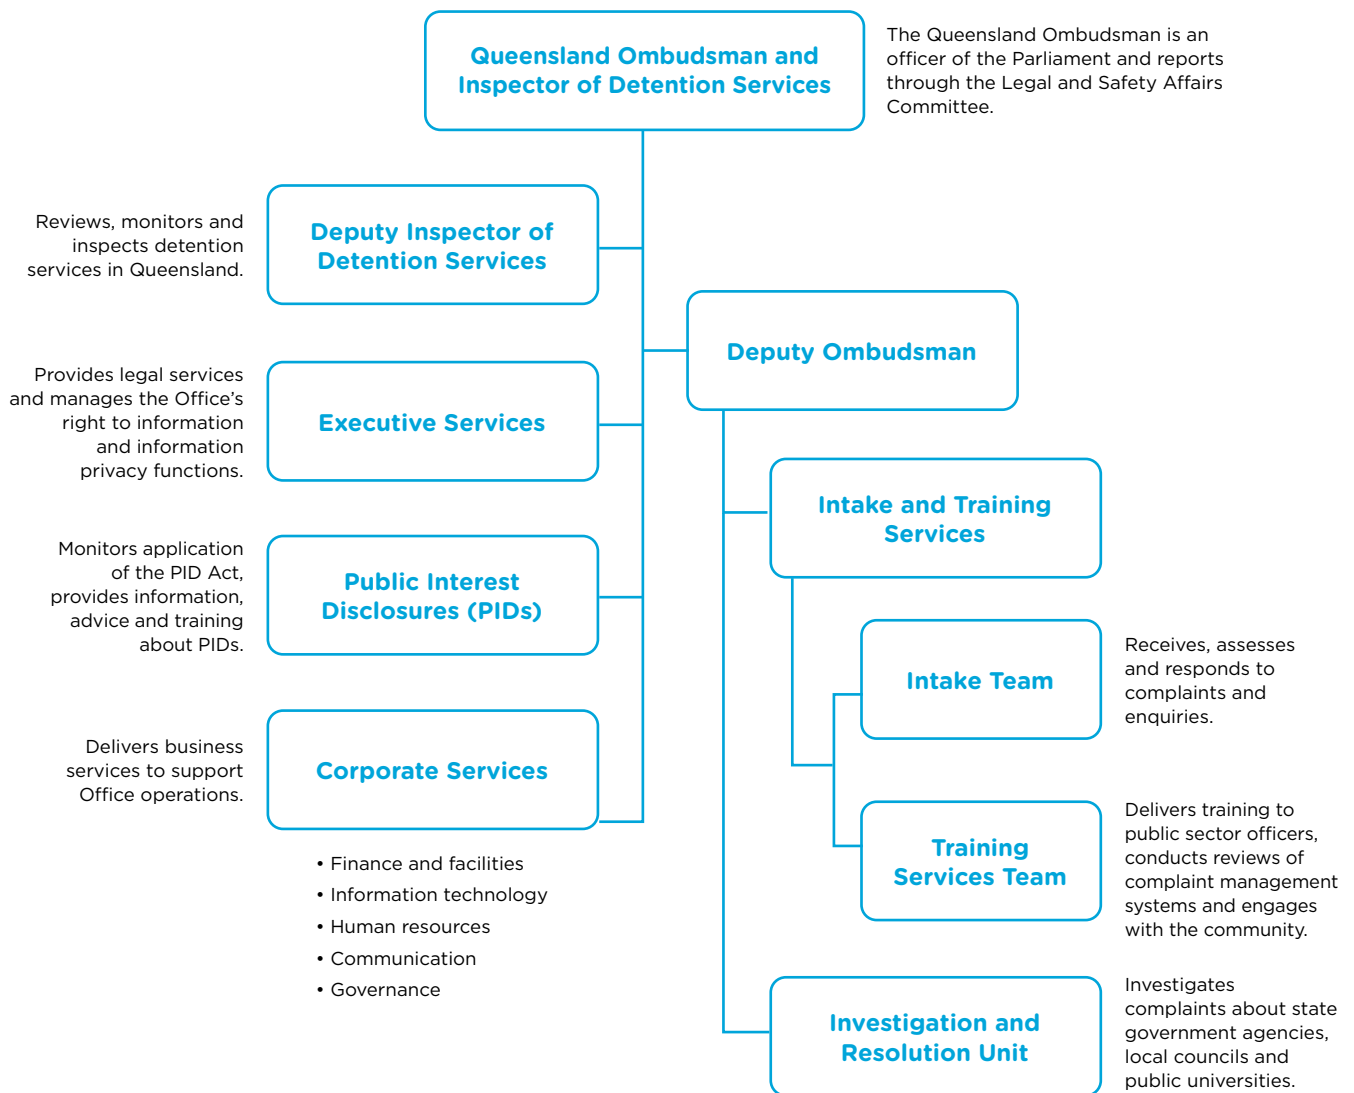 Queensland Ombudsman and
Inspector of Detention Services
The Queensland Ombudsman is an
officer of the Parliament and reports
through the Legal and Safety Affairs
Committee.
Reviews, monitors and
inspects detention
services in Queensland.
Deputy Inspector of
Detention Services
Deputy Ombudsman
Provides legal services
and manages the Office’s
right to information
and information
privacy functions.
Executive Services
Intake and Training
Services
Monitors application
of the PID Act,
provides information,
advice and training
about PIDs.
Public Interest
Disclosures (PIDs)
Intake Team
Receives, assesses
and responds to
complaints and
enquiries.
Delivers business
services to support
Office operations.
Corporate Services
• Finance and facilities
• Information technology
• Human resources
• Communication
• Governance
Training
Services Team
Delivers training to
public sector officers,
conducts reviews of
complaint management
systems and engages
with the community.
Investigation and
Resolution Unit
Investigates
complaints about state
government agencies,
local councils and
public universities.